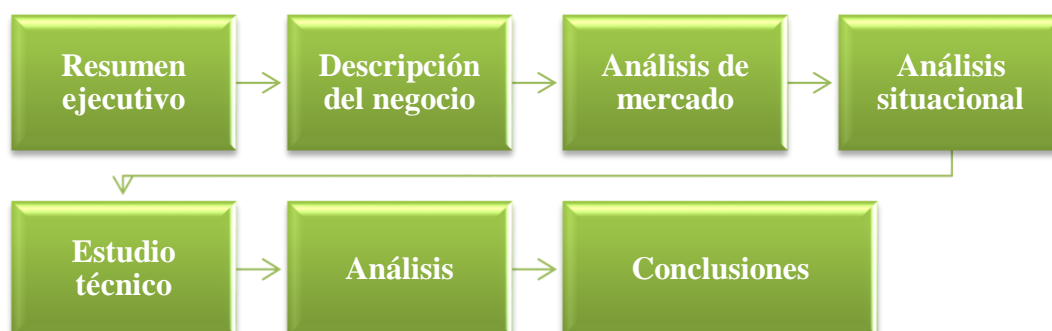 Resumen
ejecutivo
Descripción
del negocio
Análisis de
mercado
Análisis
situacional
Estudio
técnico
Análisis
Conclusiones